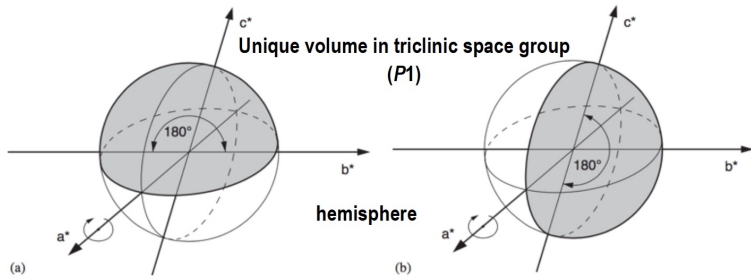 c*
c*
Unique volume in triclinic space group
(P1)
180°
180°
b*
b*
hemisphere
a*
a*
(a)
(b)